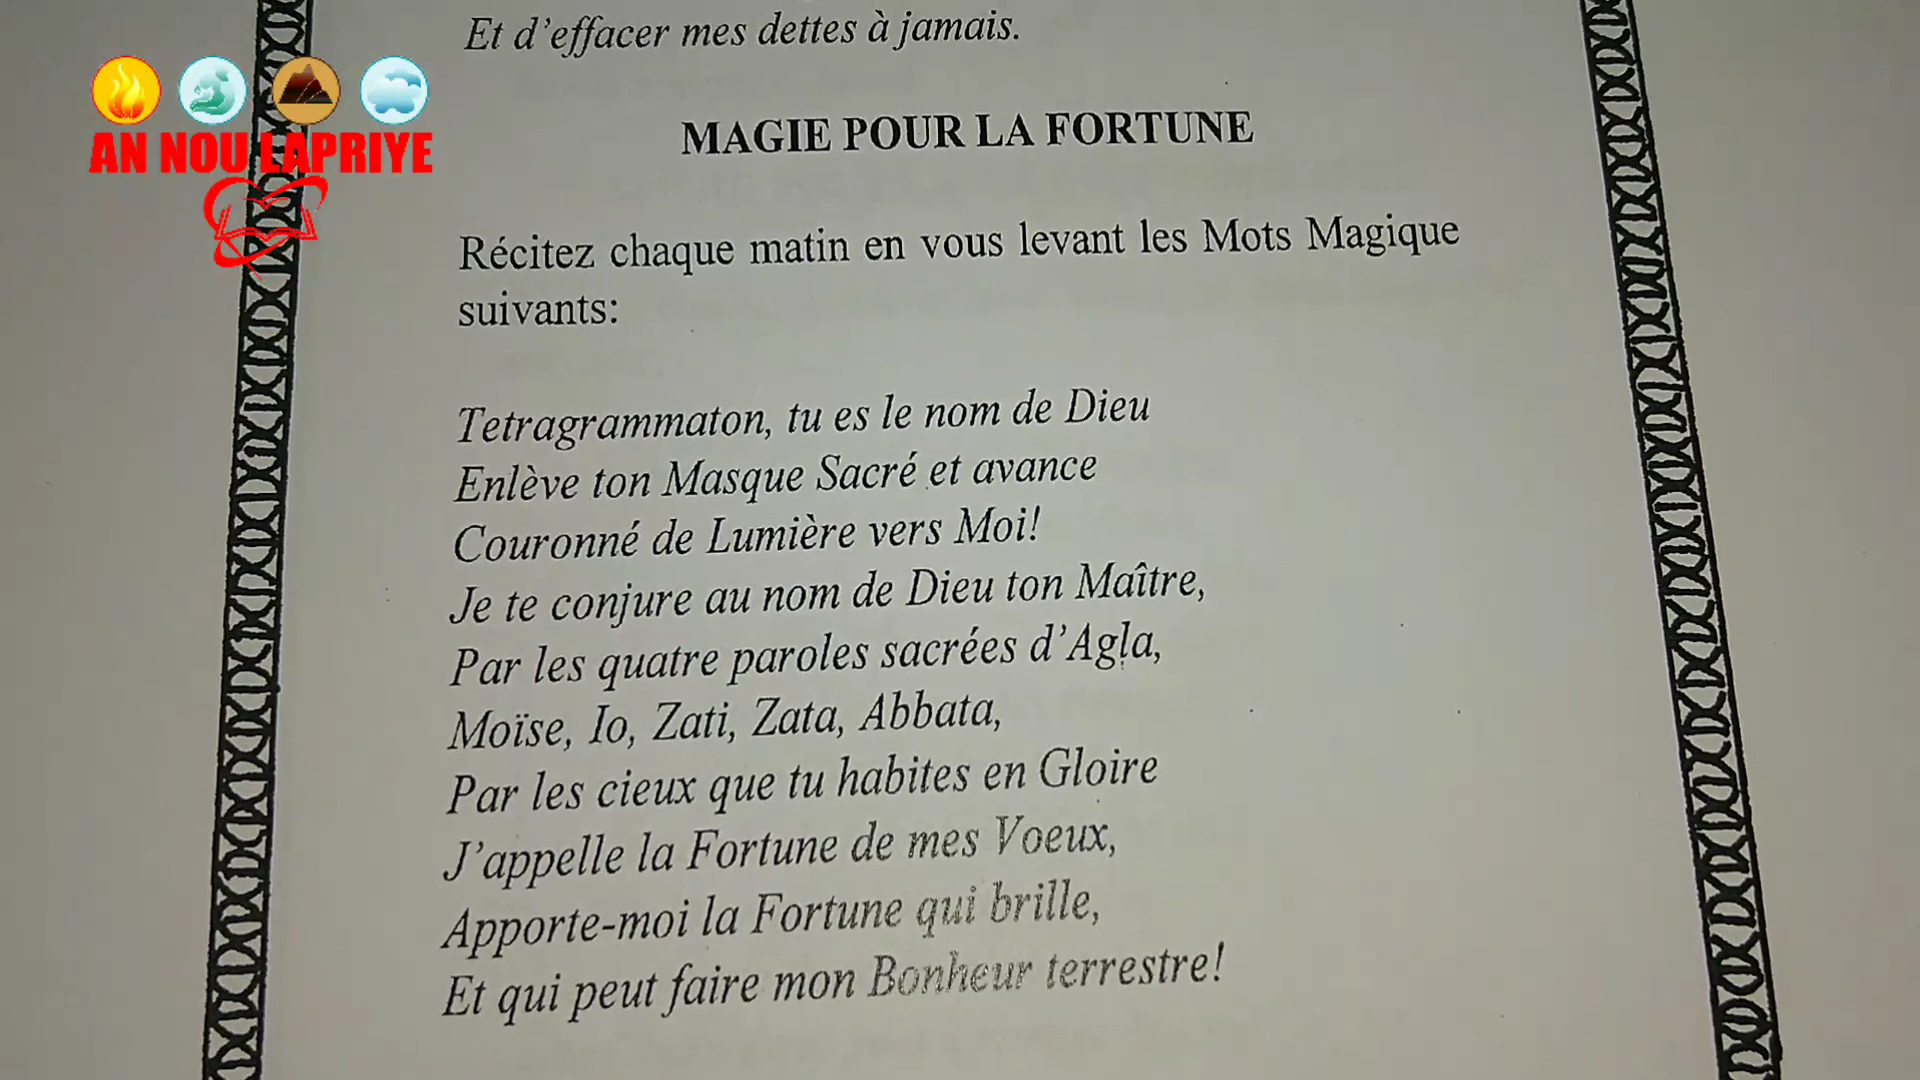 Et d'effacer mes dettes à jamais.
AN NOU LAPRIYE
MAGIE POUR LA FORTUNE
Récitez chaque matin en vous levant les Mots Magique
suivants:
Tetragrammaton, tu es le nom de Dieu
Enlève ton Masque Sacré et avance
Couronné de Lumière vers Moi!
Je te conjure au nom de Dieu ton Maître,
Par les quatre paroles sacrées d'Agla,
Moïse, Io, Zati, Zata, Abbata,
Par les cieux que tu habites en Gloire
J'appelle la Fortune de mes Voeux,
Apporte-moi la Fortune qui brille,
Et qui peut faire mon Bonheur terrestre!